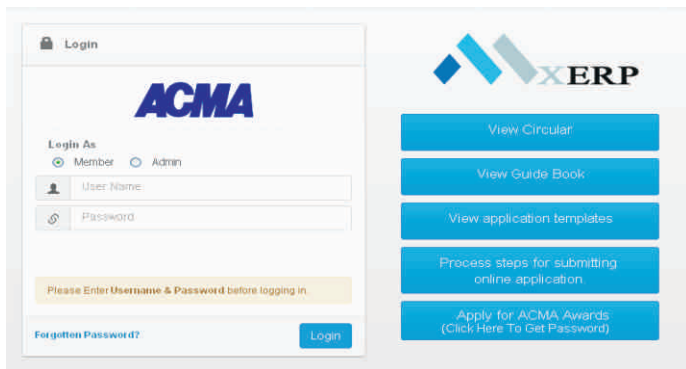 Login
ACMA
Login As
Member Admin
User Name
Password
Please Enter Username & Password before logging in.
Forgotten Password?
Login
XERP
View Circular
View Guide Book
View application templates
Process steps for submitting
online application.
Apply for ACMA Awards
(Click Here To Get Password)